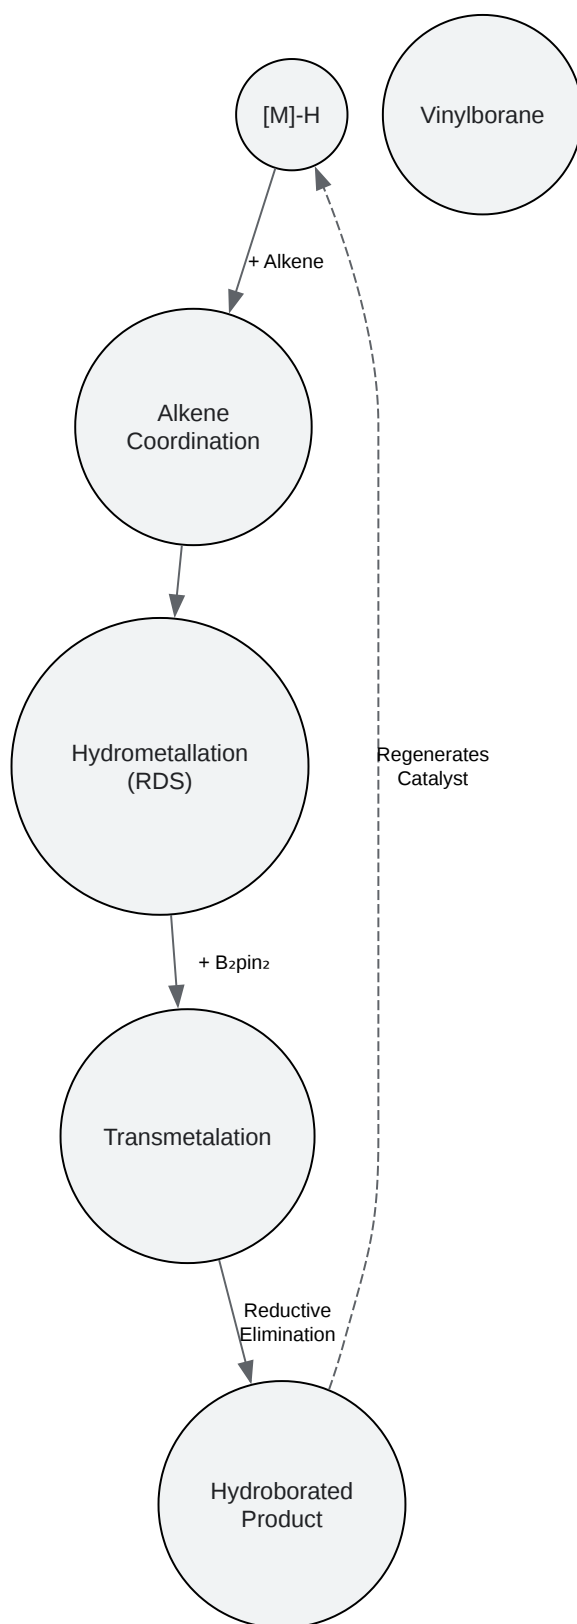 [M]-H
Vinylborane
+ Alkene
Alkene
Coordination
Hydrometallation
(RDS)
Regenerates
Catalyst
+ B₂pin₂
Transmetalation
Reductive
Elimination
Hydroborated
Product